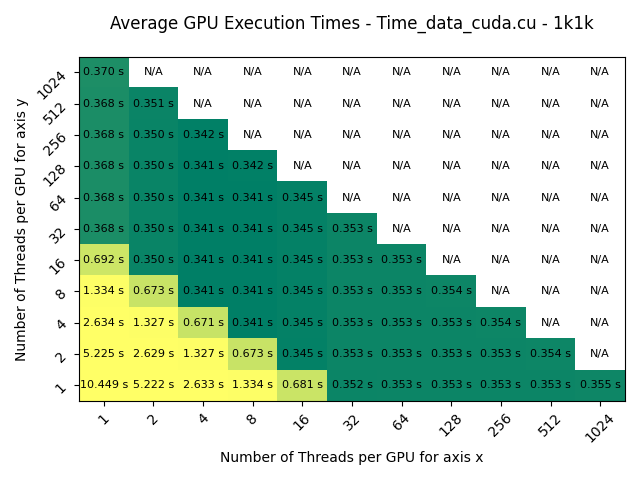 Average GPU Execution Times - Time_data_cuda.cu - 1k1k
Number of Threads per GPU for axis y
1024 0.370 s N/A N/A N/A N/A N/A N/A N/A N/A N/A N/A
512 0.368 s 0.351 s N/A N/A N/A N/A N/A N/A N/A N/A N/A
256 0.368 s 0.350 s 0.342 s N/A N/A N/A N/A N/A N/A N/A N/A
128 0.368 s 0.350 s 0.341 s 0.342 s N/A N/A N/A N/A N/A N/A N/A
64 0.368 s 0.350 s 0.341 s 0.341 s 0.345 s N/A N/A N/A N/A N/A N/A
32 0.368 s 0.350 s 0.341 s 0.341 s 0.345 s 0.353 s N/A N/A N/A N/A N/A
16 0.692 s 0.350 s 0.341 s 0.341 s 0.345 s 0.353 s 0.353 s N/A N/A N/A N/A
8 1.334 s 0.673 s 0.341 s 0.341 s 0.345 s 0.353 s 0.353 s 0.354 s N/A N/A N/A
4 2.634 s 1.327 s 0.671 s 0.341 s 0.345 s 0.353 s 0.353 s 0.353 s 0.354 s N/A N/A
2 5.225 s 2.629 s 1.327 s 0.673 s 0.345 s 0.353 s 0.353 s 0.353 s 0.353 s 0.354 s N/A
1 10.449 s 5.222 s 2.633 s 1.334 s 0.681 s 0.352 s 0.353 s 0.353 s 0.353 s 0.353 s 0.355 s
1 2 4 8 16 32 64 128 256 512 1024
Number of Threads per GPU for axis x